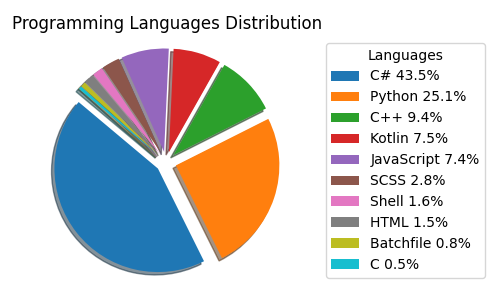 Programming Languages Distribution
Languages
C# 43.5%
Python 25.1%
C++ 9.4%
Kotlin 7.5%
JavaScript 7.4%
SCSS 2.8%
Shell 1.6%
HTML 1.5%
Batchfile 0.8%
C 0.5%